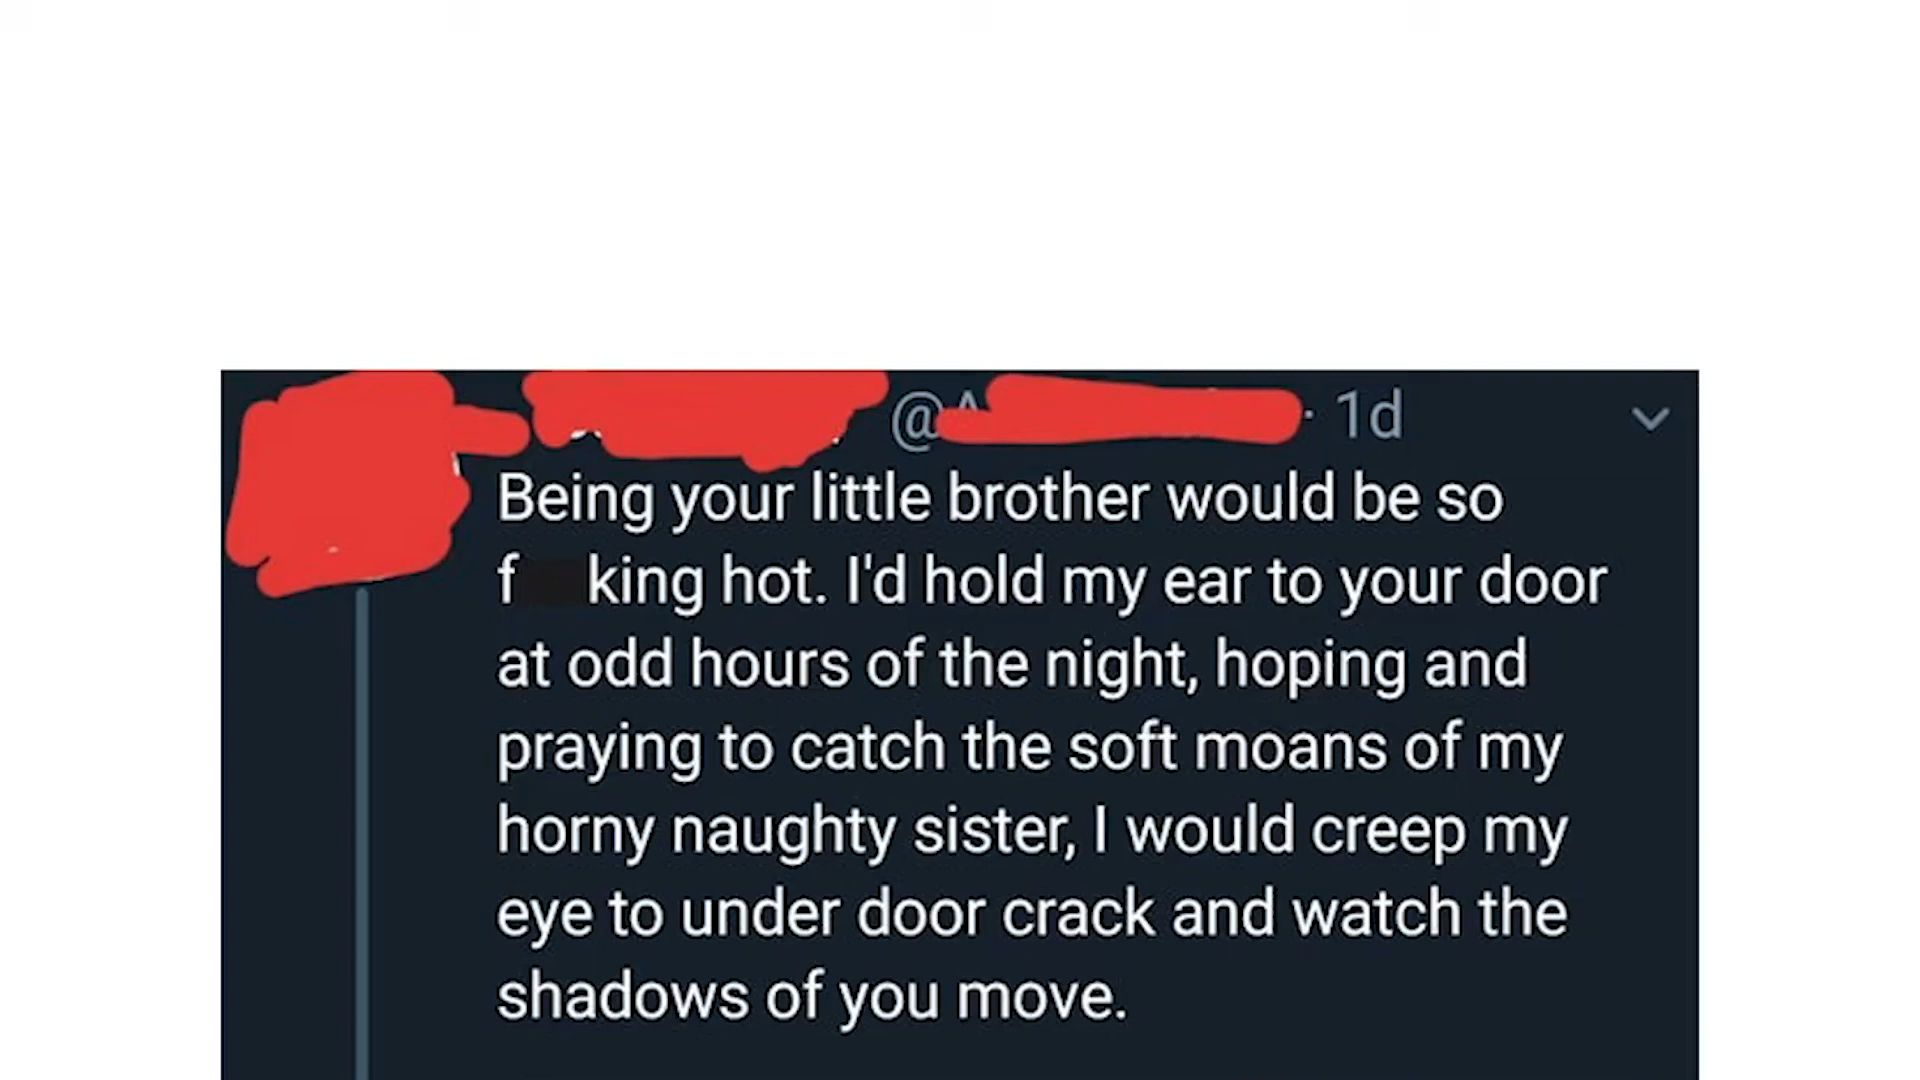 @
· 1d
Being your little brother would be so
f king hot. I'd hold my ear to your door
at odd hours of the night, hoping and
praying to catch the soft moans of my
horny naughty sister, I would creep my
eye to under door crack and watch the
shadows of you move.